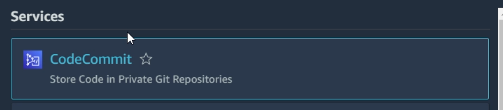 Services
CodeCommit
Store Code in Private Git Repositories